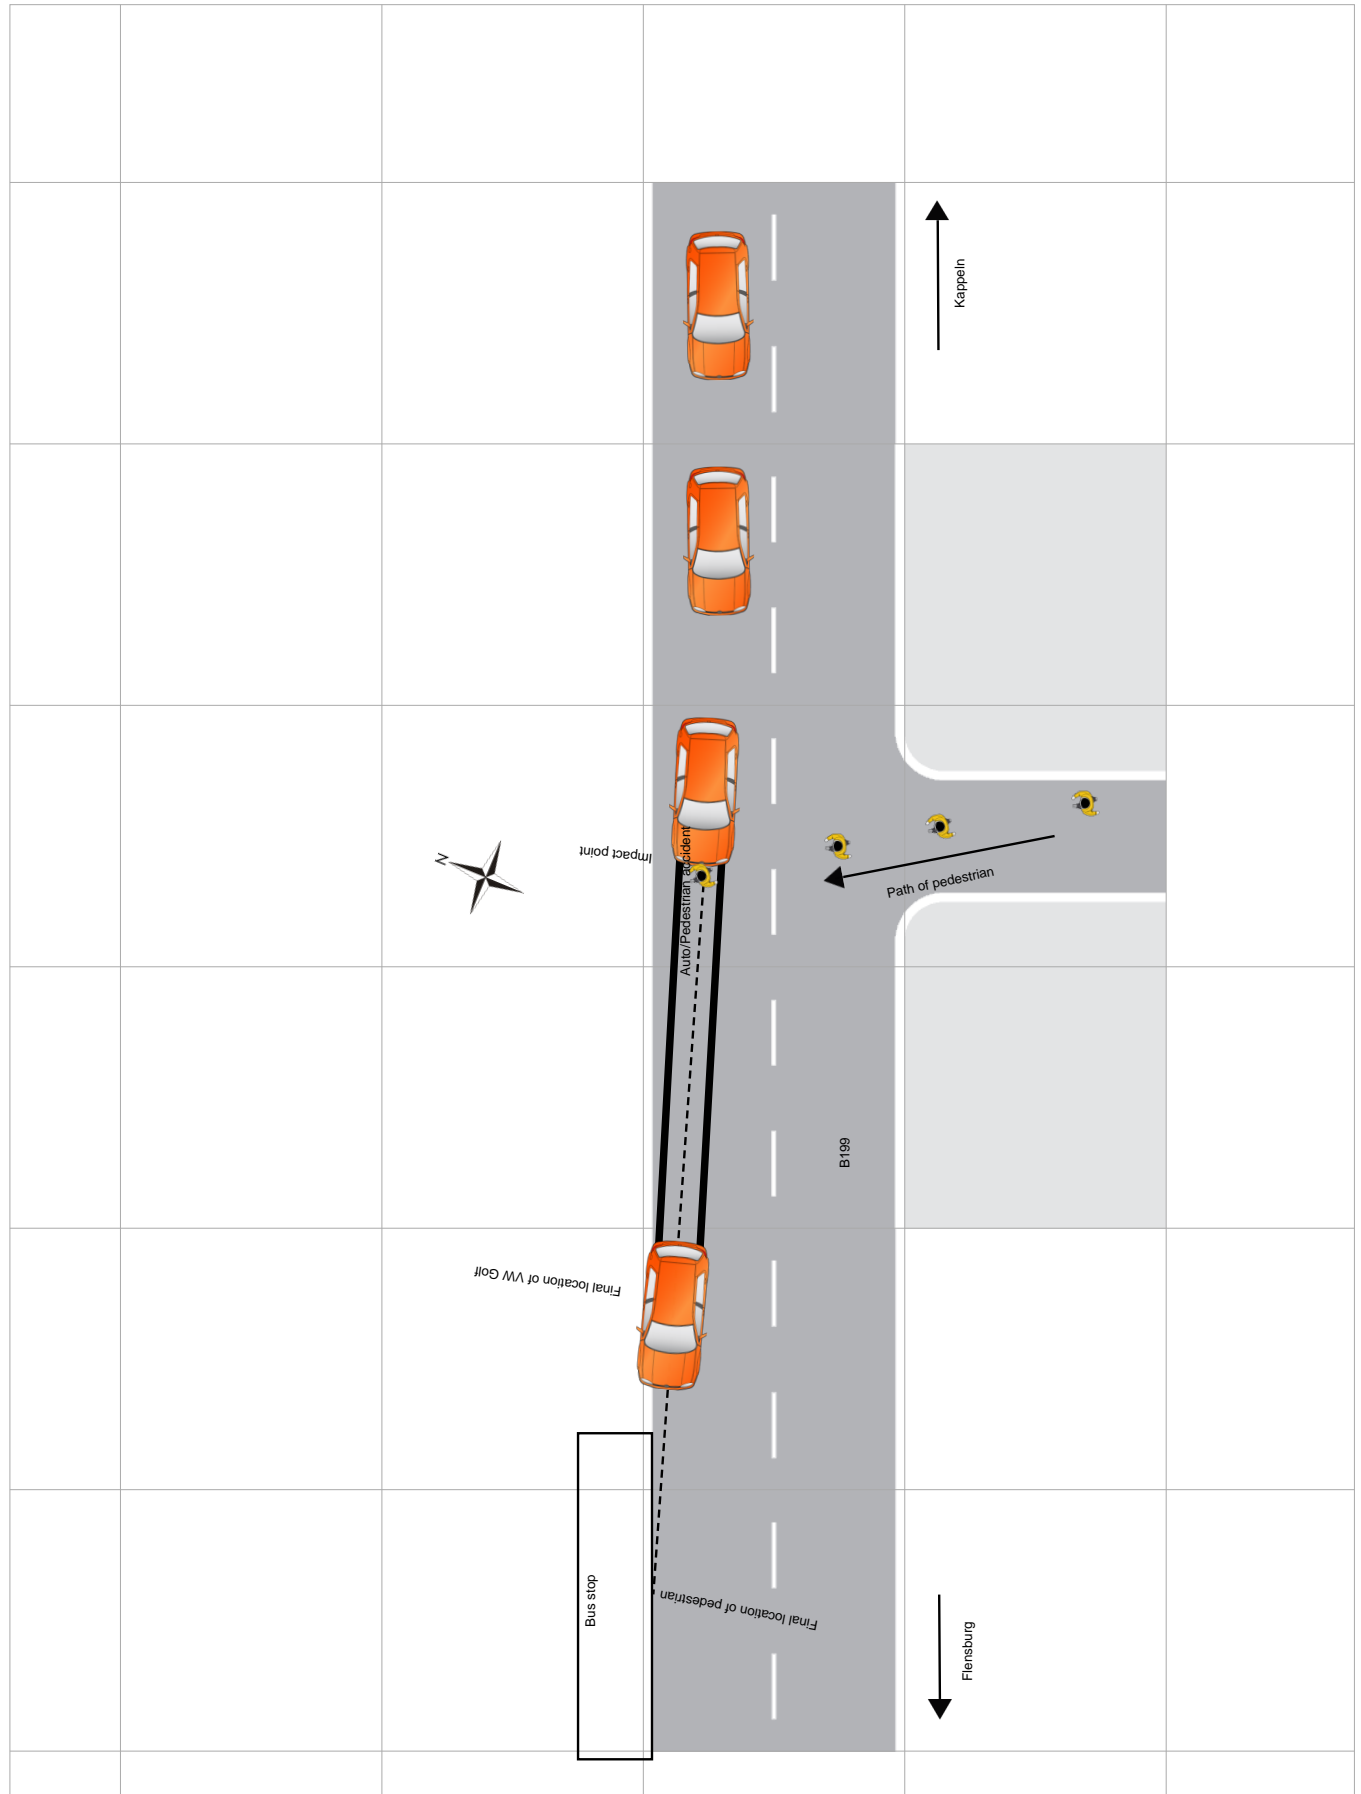 Kappeln
Impact point
Auto/Pedestrian accident
N
Path of pedestrian
B199
Final location of VW Golf
Bus stop
Final location of pedestrian
Flensburg